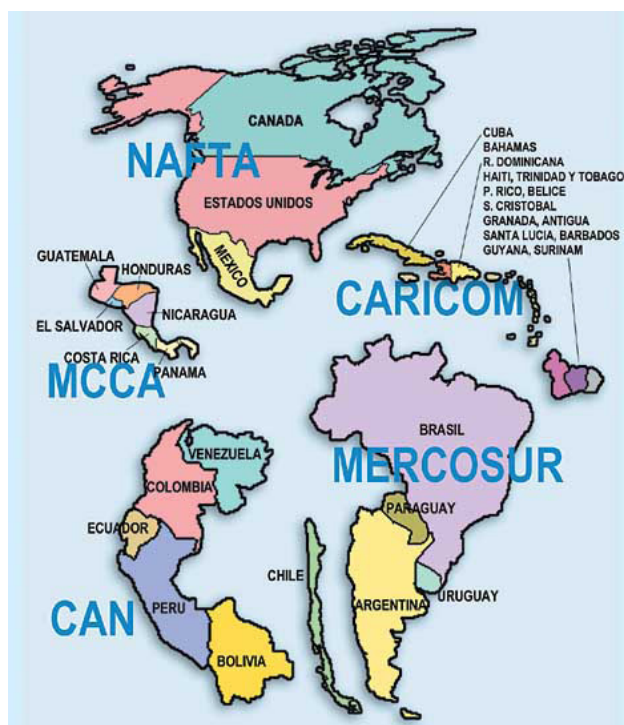 CANADA
NAFTA
ESTADOS UNIDOS
MEXICO
CUBA
BAHAMAS
R. DOMINICANA
HAITI, TRINIDAD Y TOBAGO
P. RICO, BELICE
S. CRISTOBAL
GRANADA, ANTIGUA
SANTA LUCIA, BARBADOS
GUYANA, SURINAM
CARICOM
GUATEMALA
HONDURAS
NICARAGUA
EL SALVADOR
COSTA RICA
PANAMA
MCCA
BRASIL
MERCOSUR
PARAGUAY
URUGUAY
ARGENTINA
CHILE
VENEZUELA
COLOMBIA
ECUADOR
PERU
CAN
BOLIVIA